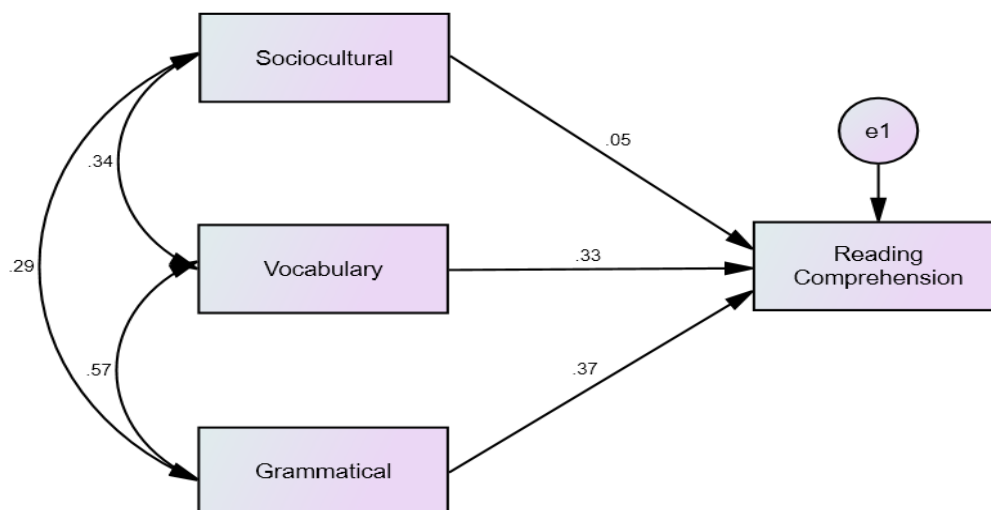 Sociocultural
e1
.05
.34
Reading
Comprehension
Vocabulary
.33
.29
.57
.37
Grammatical